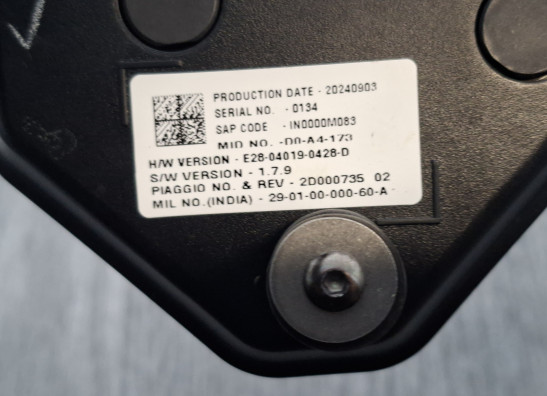 PRODUCTION DATE - 20240903
SERIAL NO. - 0134
SAP CODE - IN0000M083
MID NO. -D0-A4-173
H/W VERSION - E28-04019-0428-D
S/W VERSION - 1.7.9
PIAGGIO NO. & REV - 2D000735 02
MIL NO.(INDIA) - 29-01-00-000-60-A